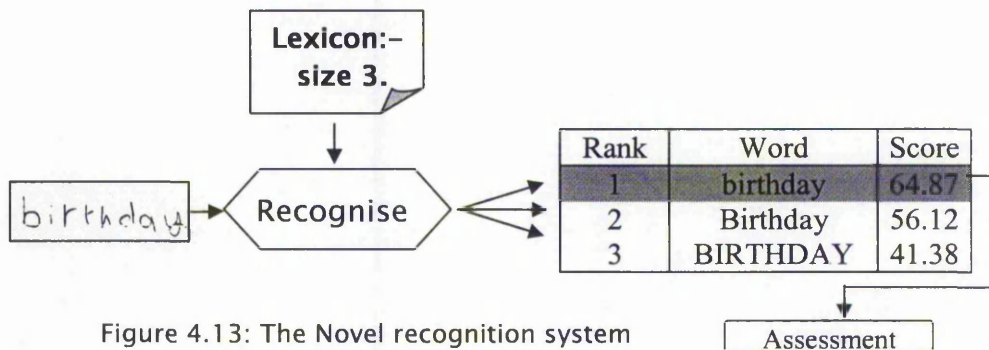 Lexicon:–
size 3.
birthday
Recognise
Rank Word Score
1 birthday 64.87
2 Birthday 56.12
3 BIRTHDAY 41.38
Figure 4.13: The Novel recognition system
Assessment